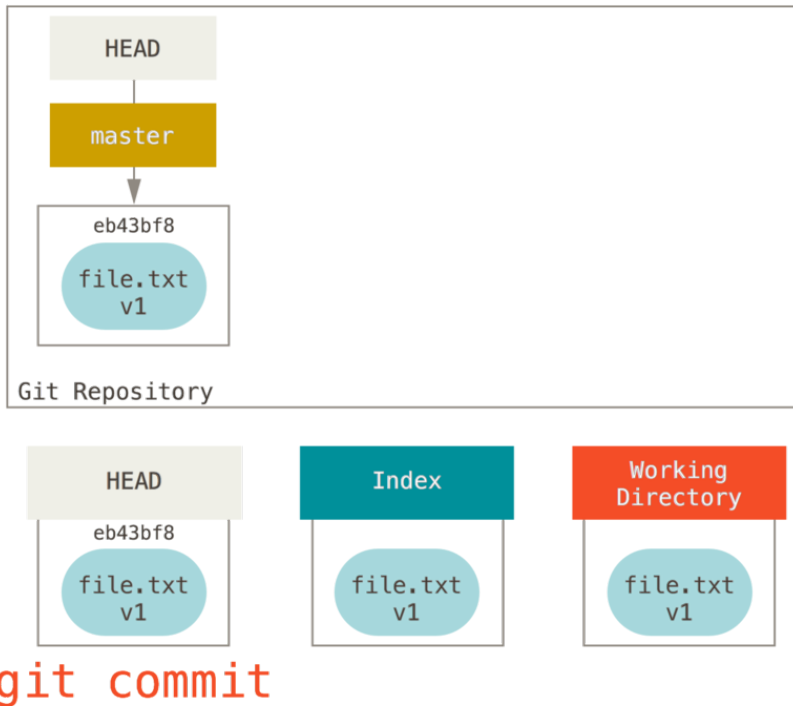 HEAD
master
eb43bf8
file.txt
v1
Git Repository
HEAD
Index
Working
Directory
eb43bf8
file.txt
v1
file.txt
v1
file.txt
v1
git commit